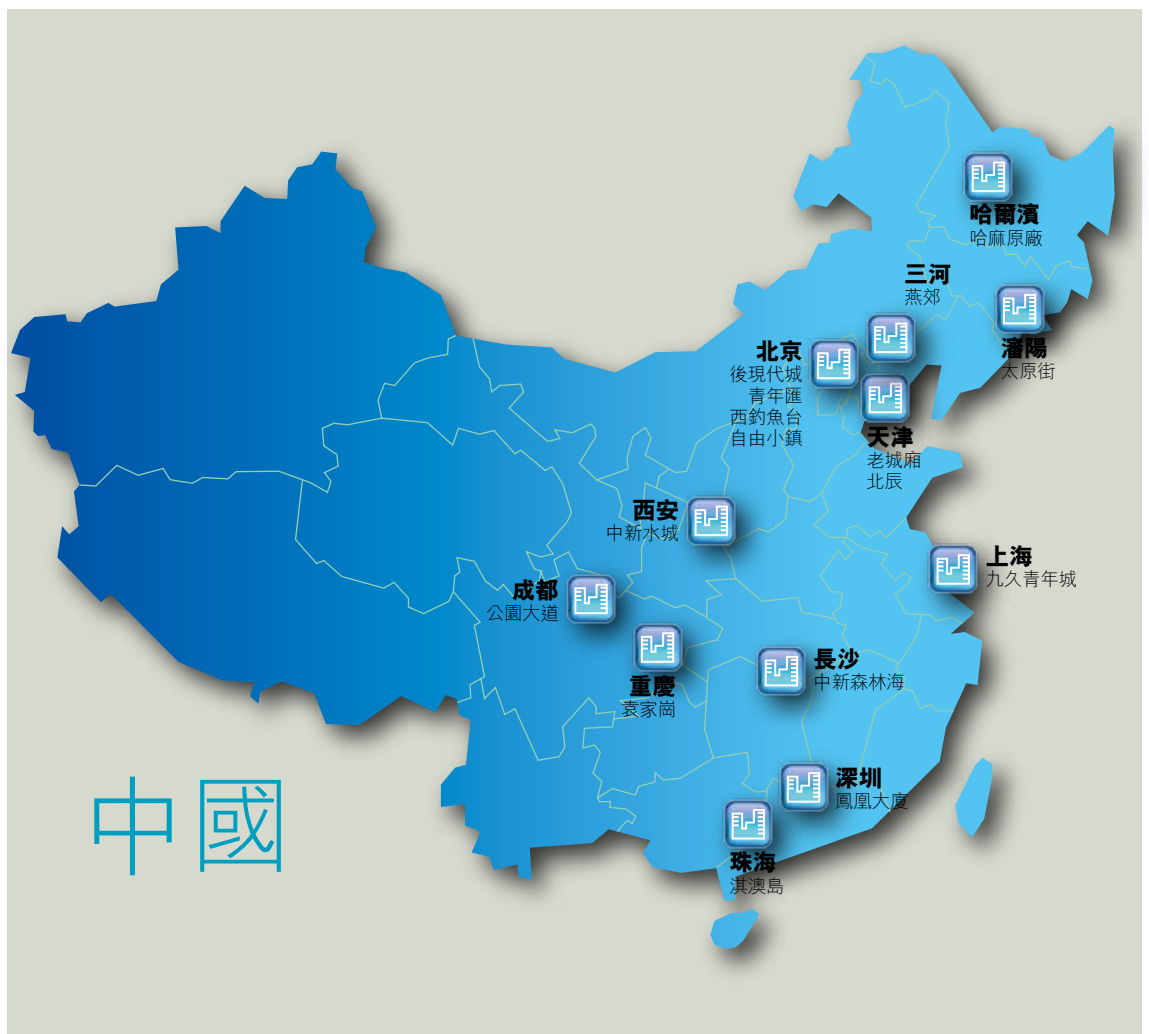 哈爾濱
哈麻原廠
三河
燕郊
瀋陽
太原街
北京
後現代城
青年匯
西釣魚台
自由小鎮
天津
老城廂
北辰
西安
中新水城
上海
九久青年城
成都
公園大道
重慶
袁家崗
長沙
中新森林海
深圳
鳳凰大廈
珠海
淇澳島
中國